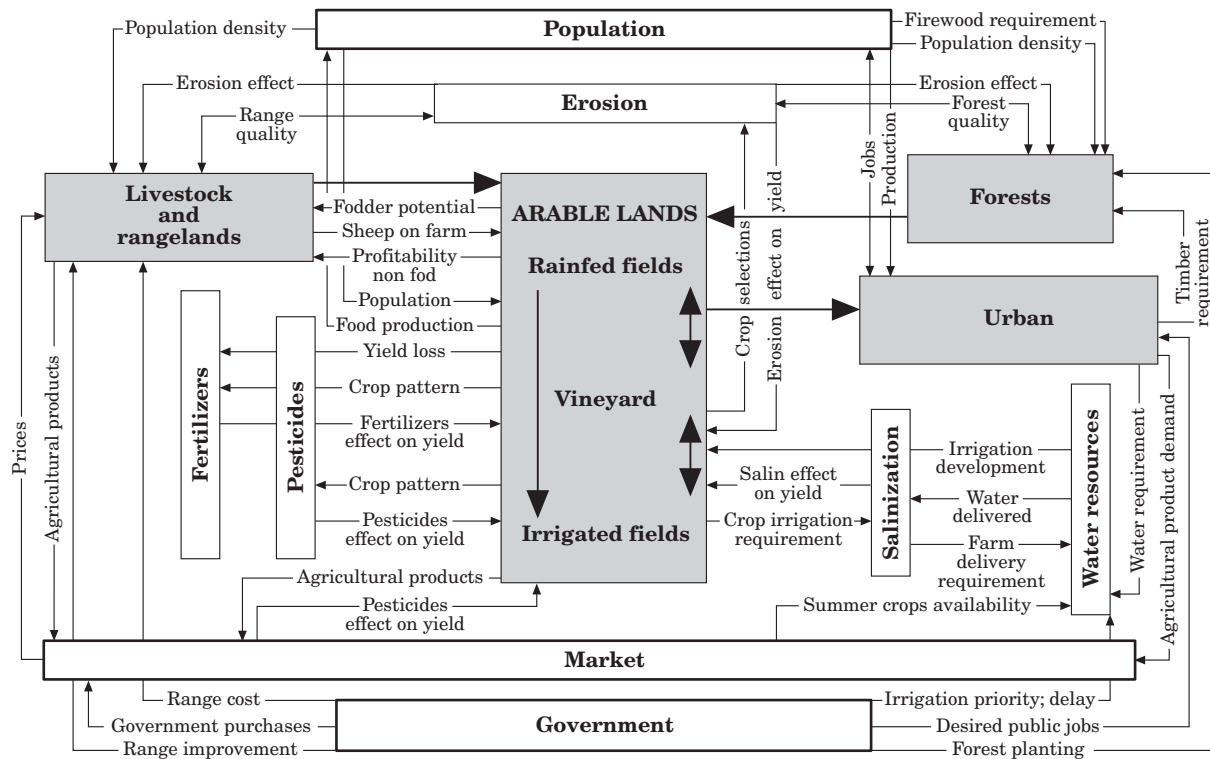 Population
Population density
Firewood requirement
Population density
Erosion effect
Erosion
Erosion effect
Range
quality
Forest
quality
Jobs
Production
Livestock
and
rangelands
Fodder potential
Sheep on farm
Profitability
non fod
Population
Food production
ARABLE LANDS
Rainfed fields
Vineyard
Irrigated fields
Crop selections
Erosion effect on yield
Forests
Urban
Timber
requirement
Fertilizers
Pesticides
Yield loss
Crop pattern
Fertilizers
effect on yield
Crop pattern
Pesticides
effect on yield
Salinization
Water resources
Irrigation
development
Salin effect
on yield
Water
delivered
Crop irrigation
requirement
Farm
delivery
requirement
Water requirement
Agricultural product demand
Prices
Agricultural products
Agricultural products
Pesticides
effect on yield
Summer crops availability
Market
Range cost
Irrigation priority; delay
Government purchases
Government
Desired public jobs
Range improvement
Forest planting